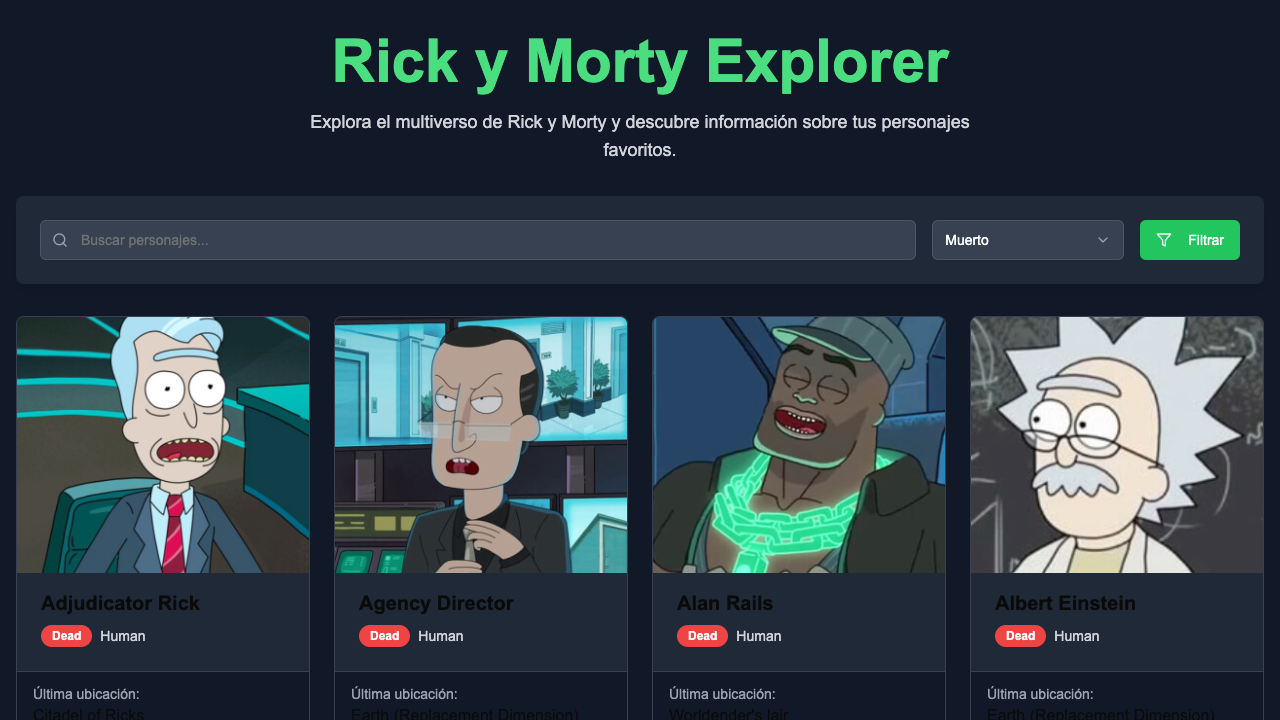 Rick y Morty Explorer
Explora el multiverso de Rick y Morty y descubre información sobre tus personajes
favoritos.
Buscar personajes...
Muerto
Filtrar
Adjudicator Rick
Dead Human
Última ubicación:
Citadel of Ricks
Agency Director
Dead Human
Última ubicación:
Earth (Replacement Dimension)
Alan Rails
Dead Human
Última ubicación:
Worldender's lair
Albert Einstein
Dead Human
Última ubicación:
Earth (Replacement Dimension)